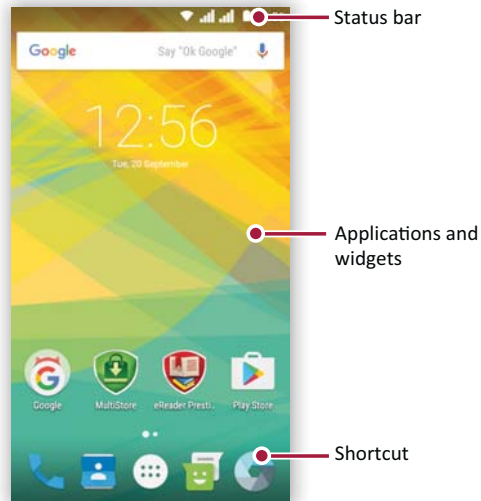 Status bar
Google Say "Ok Google"
12:56
Tue, 20 September
Applications and
widgets
Google MultiStore eReader Presti.. Play Store
Shortcut